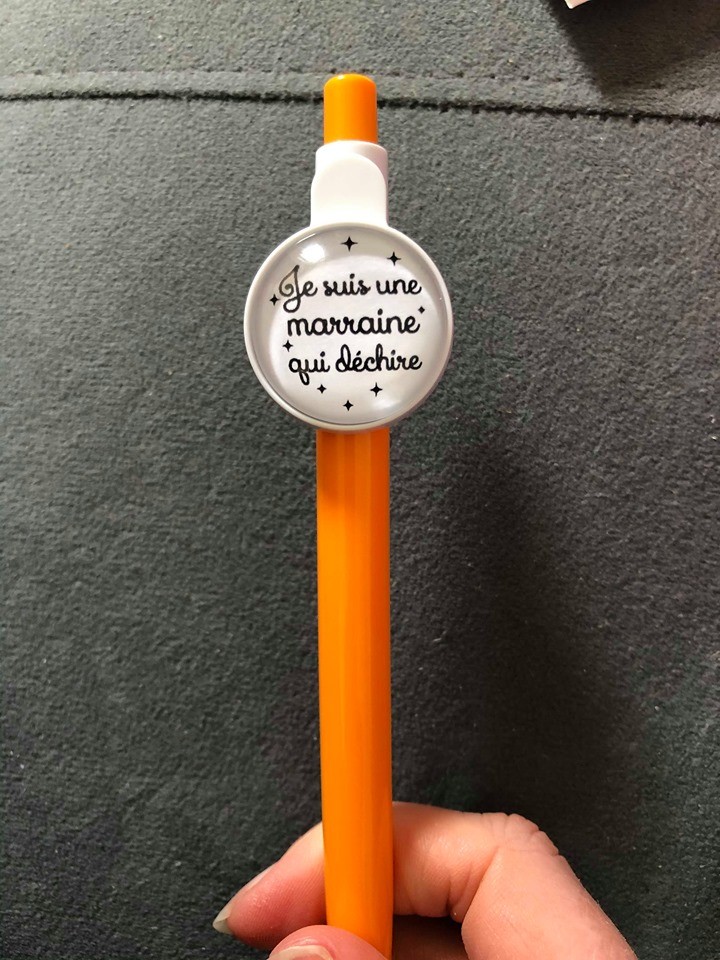 Je suis une
marraine
qui déchire